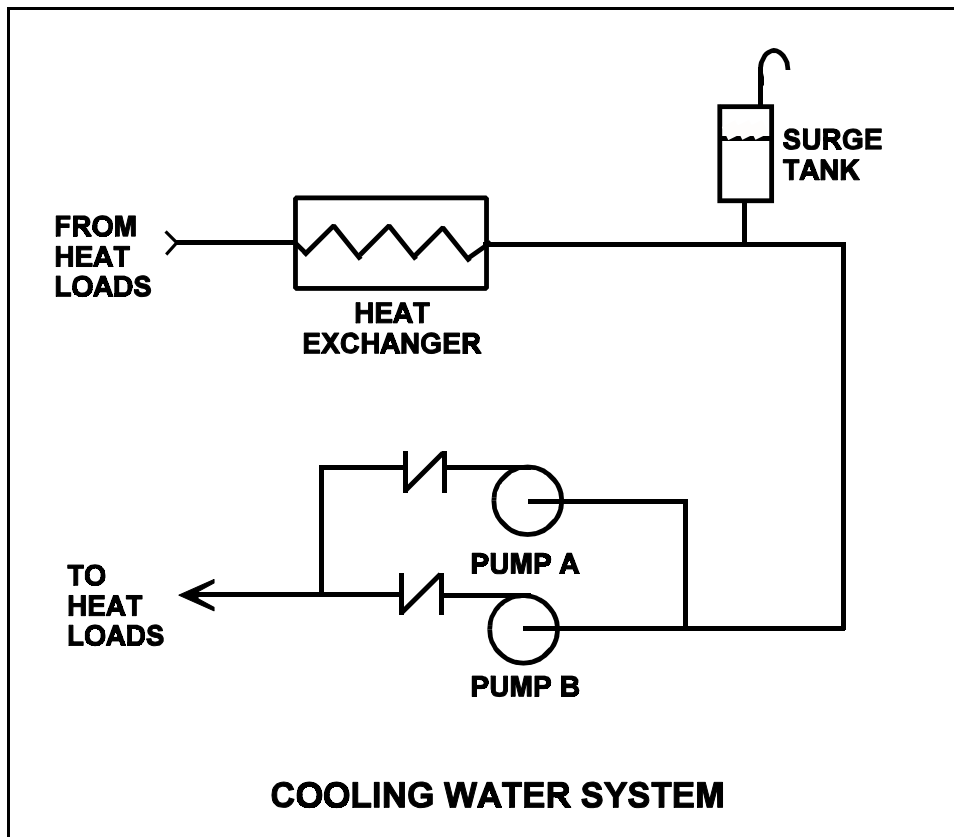 SURGE
TANK
FROM
HEAT
LOADS
HEAT
EXCHANGER
PUMP A
TO
HEAT
LOADS
PUMP B
COOLING WATER SYSTEM